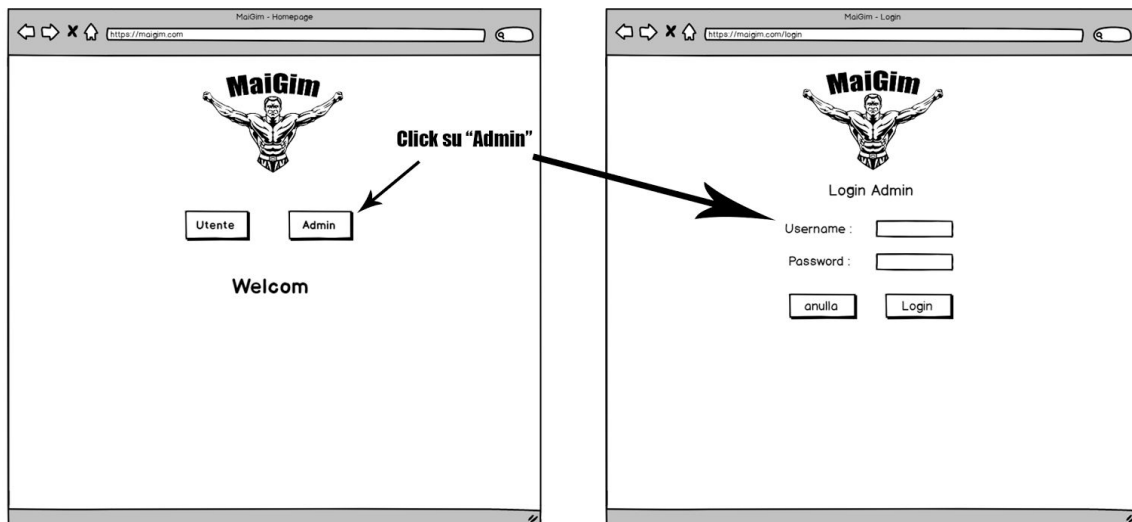 MaiGim - Homepage
https://maigim.com
MaiGim
Click su “Admin”
Utente
Admin
Welcom
MaiGim - Login
https://maigim.com/login
MaiGim
Login Admin
Username :
Password :
anulla
Login